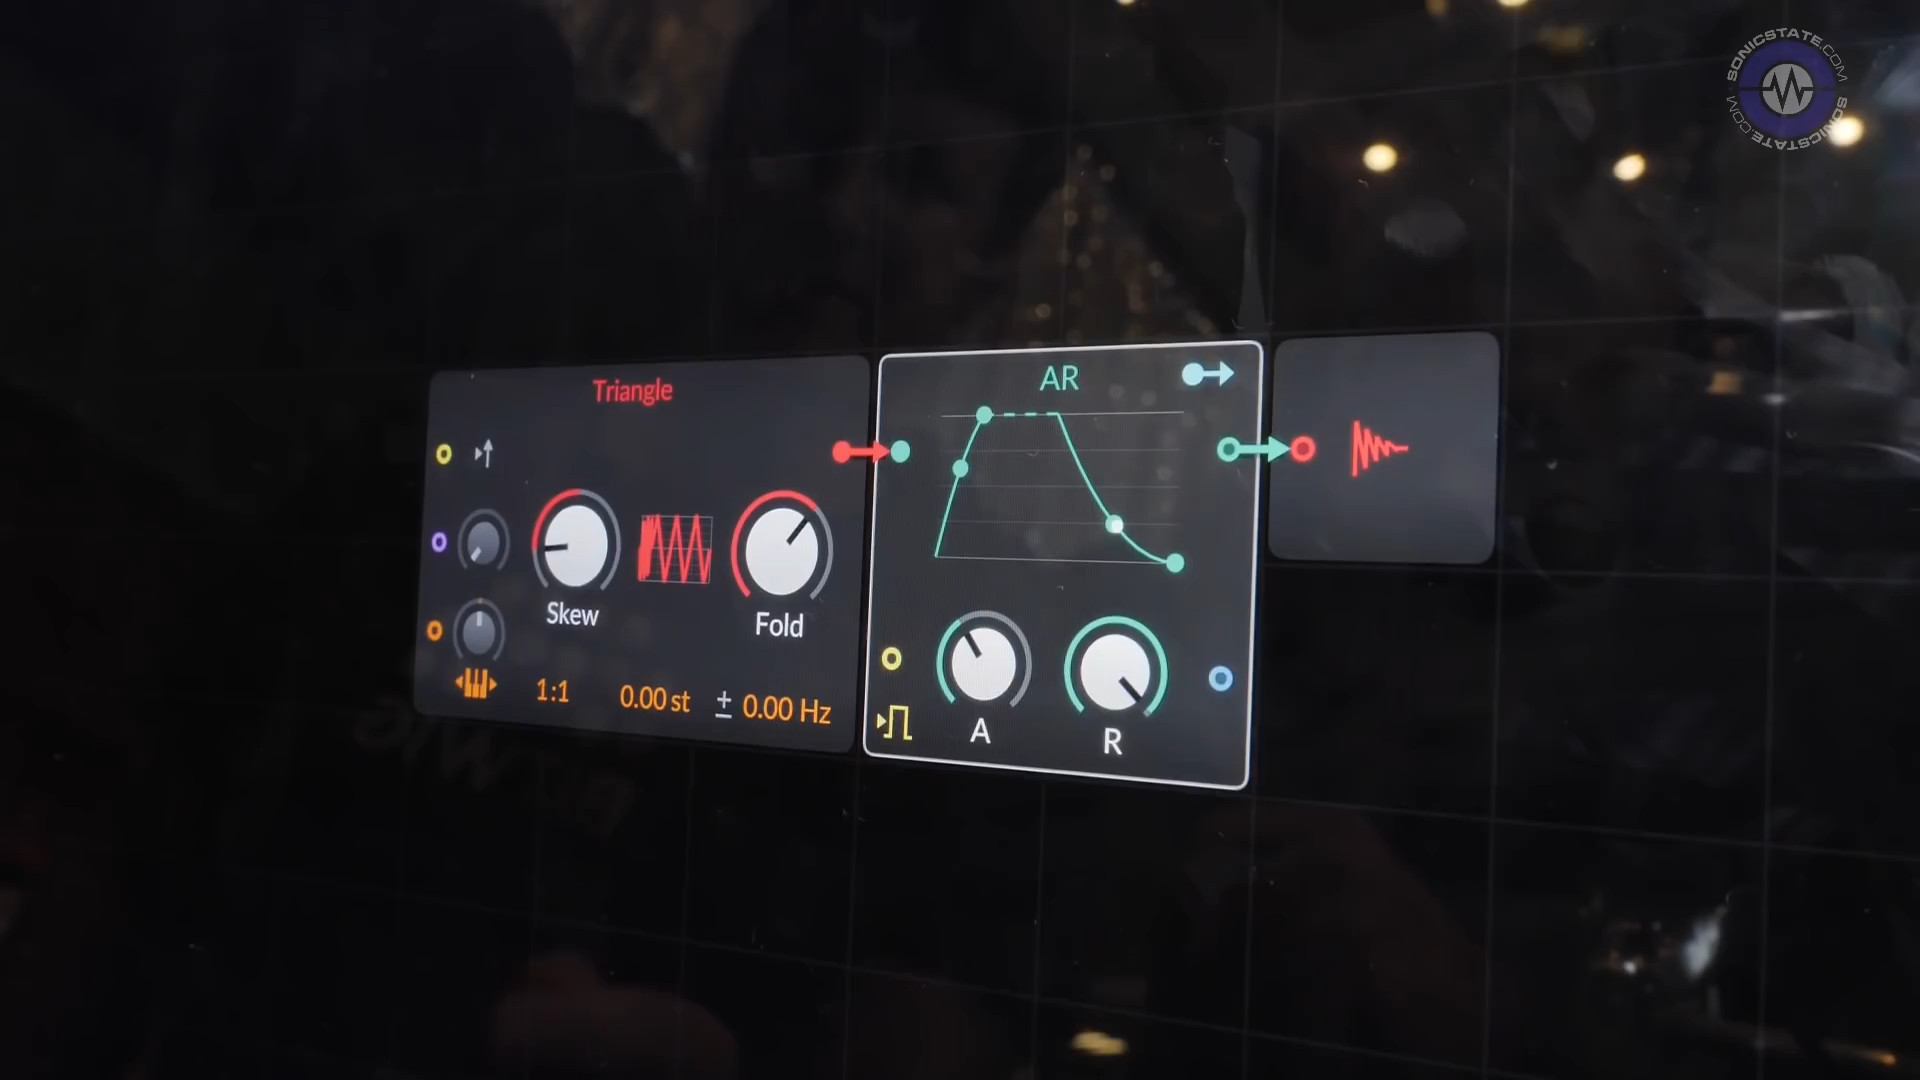 SONICSTATE.COM
SONICSTATE.COM
Triangle
Skew
Fold
1:1
0.00 st
± 0.00 Hz
AR
A
R